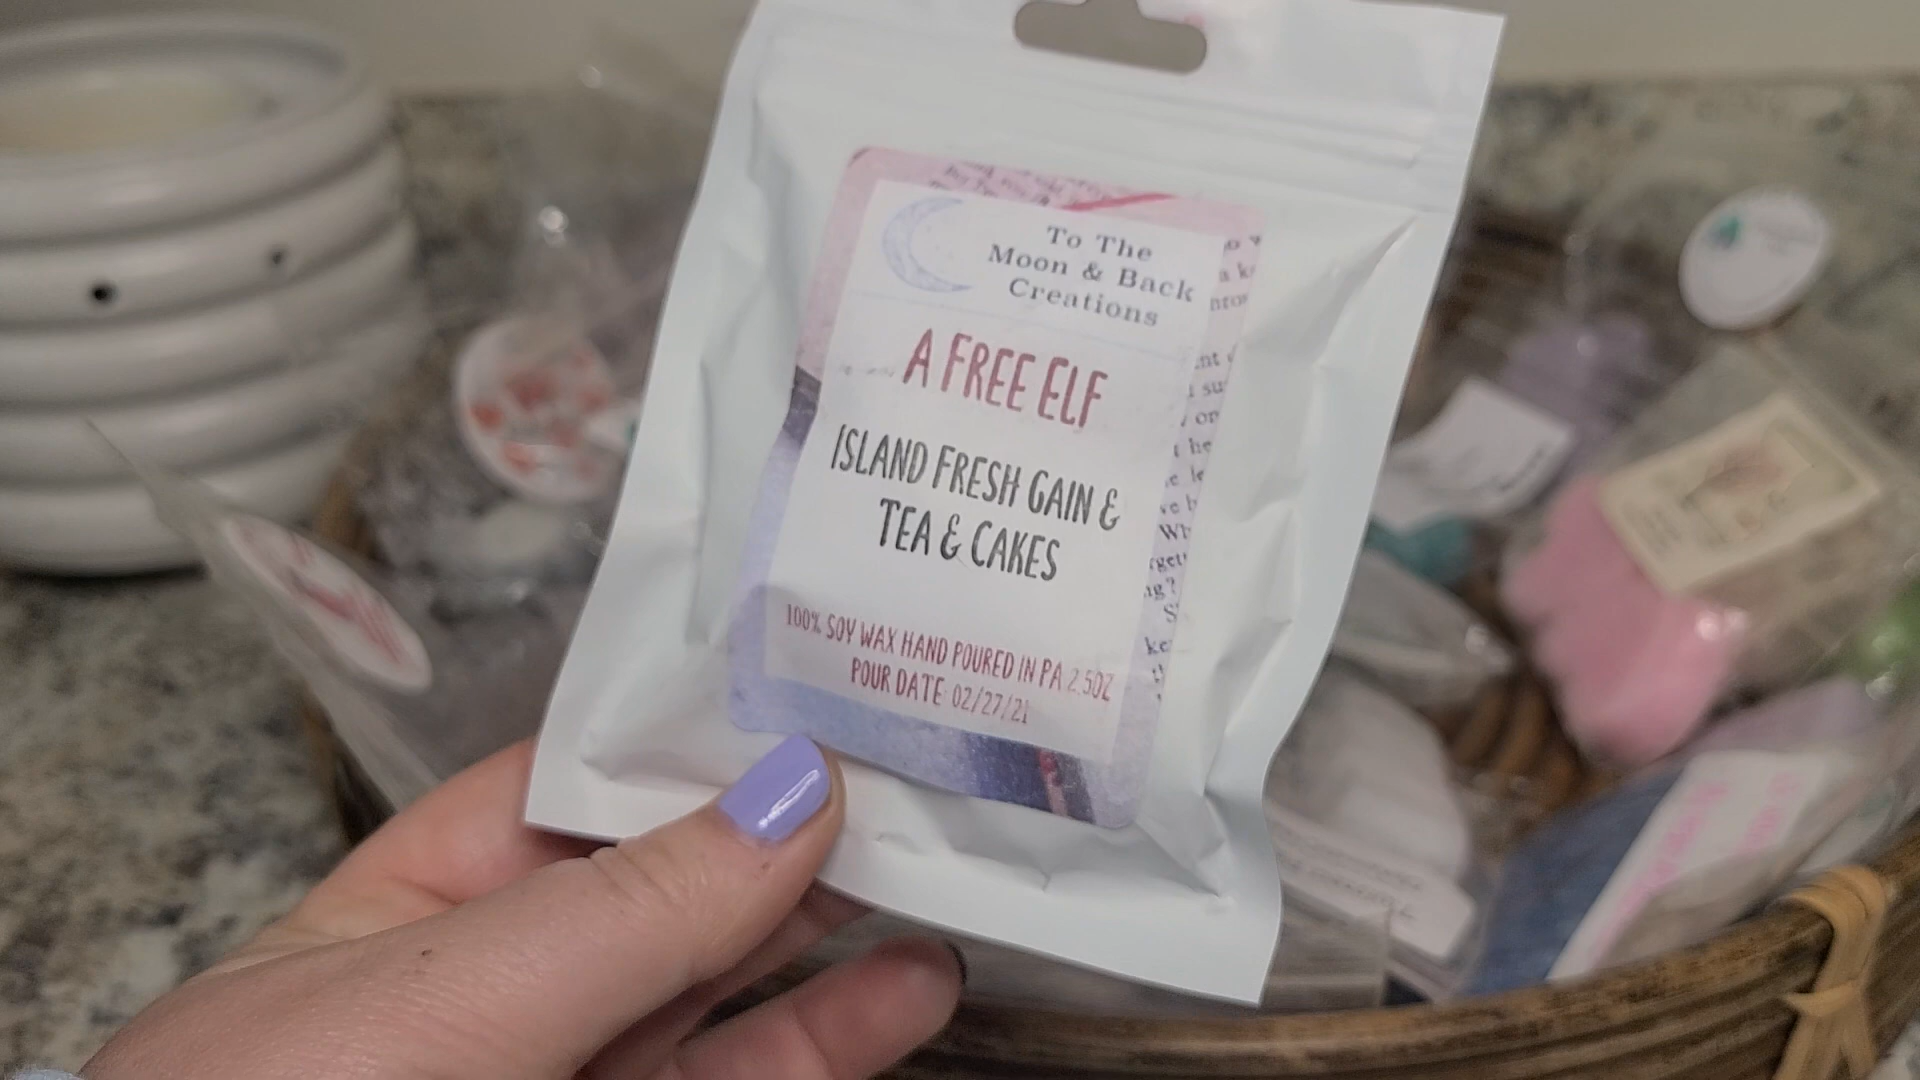 To The
Moon & Back
Creations
A FREE ELF
ISLAND FRESH GAIN &
TEA & CAKES
100% SOY WAX HAND POURED IN PA 2.5OZ
POUR DATE: 02/27/21